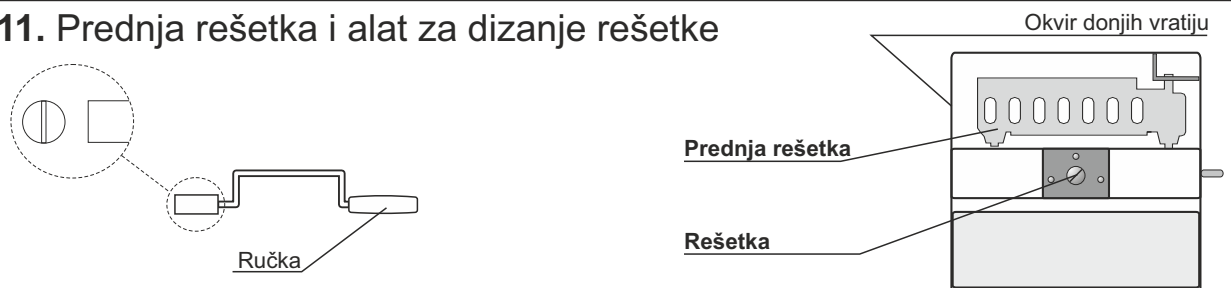 11. Prednja rešetka i alat za dizanje rešetke
Okvir donjih vratiju
Prednja rešetka
Rešetka
Ručka